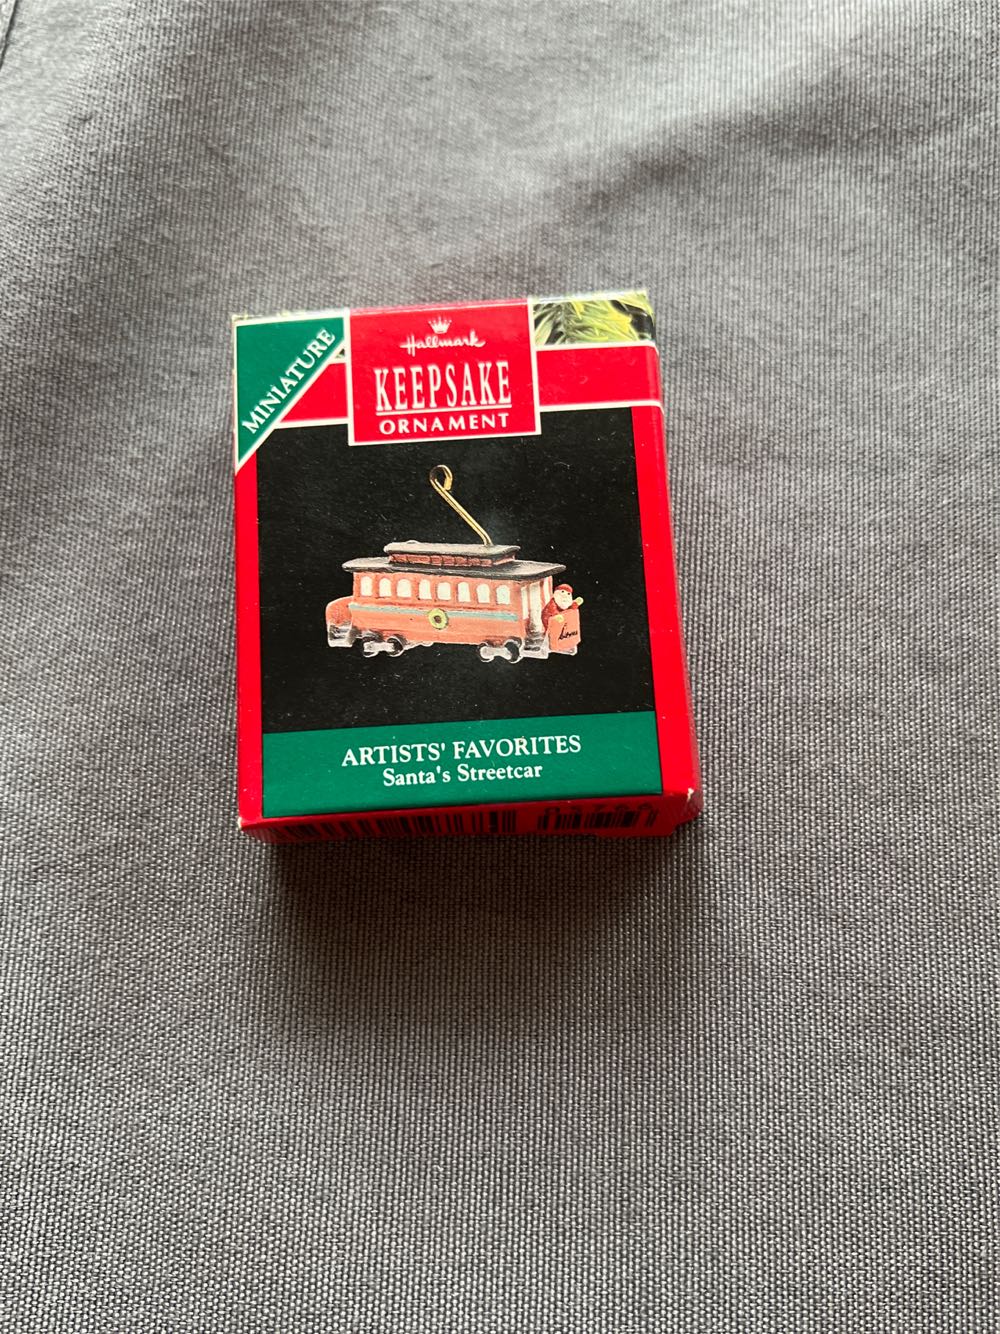 MINIATURE
Hallmark
KEEPSAKE
ORNAMENT
ARTISTS' FAVORITES
Santa's Streetcar